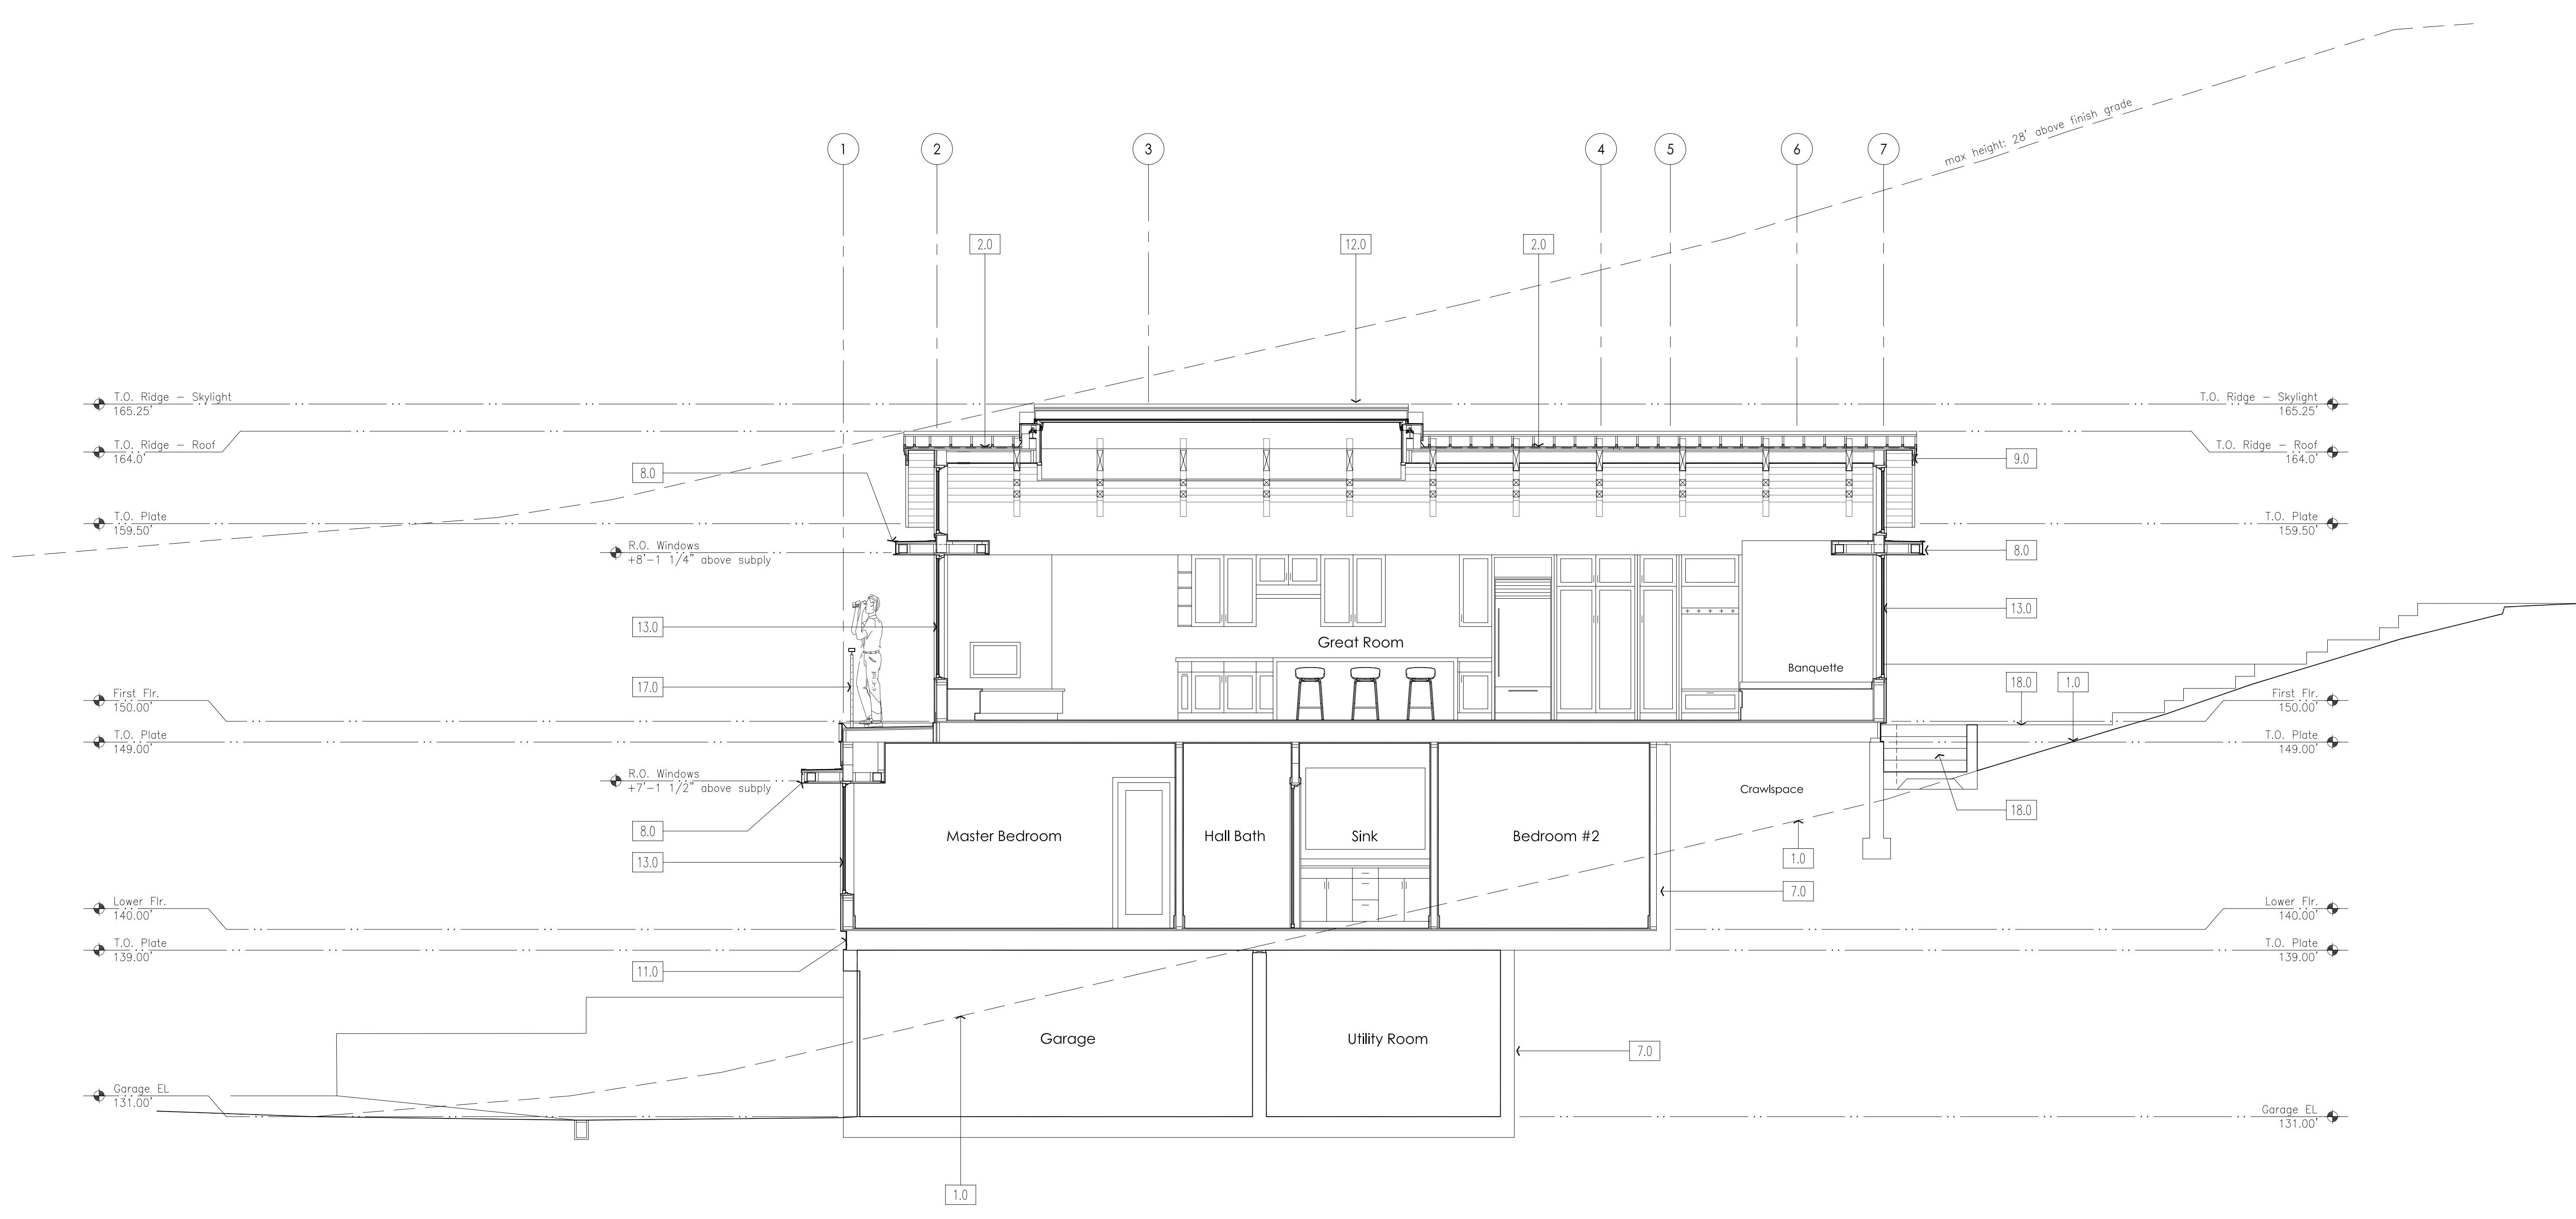 max height: 28' above finish grade
1
2
3
4
5
6
7
2.0
12.0
2.0
T.O. Ridge - Skylight
165.25'
T.O. Ridge - Skylight
165.25'
T.O. Ridge - Roof
164.0'
T.O. Ridge - Roof
164.0'
8.0
9.0
T.O. Plate
159.50'
T.O. Plate
159.50'
R.O. Windows
+8'-1 1/4" above subply
8.0
13.0
13.0
Great Room
Banquette
6'-4" tall
17.0
18.0
1.0
First Flr.
150.00'
First Flr.
150.00'
T.O. Plate
149.00'
T.O. Plate
149.00'
R.O. Windows
+7'-1 1/2" above subply
Crawlspace
18.0
8.0
Master Bedroom
Hall Bath
Sink
Bedroom #2
13.0
1.0
7.0
Lower Flr.
140.00'
Lower Flr.
140.00'
T.O. Plate
139.00'
T.O. Plate
139.00'
11.0
Garage
Utility Room
7.0
Garage EL
131.00'
Garage EL
131.00'
1.0